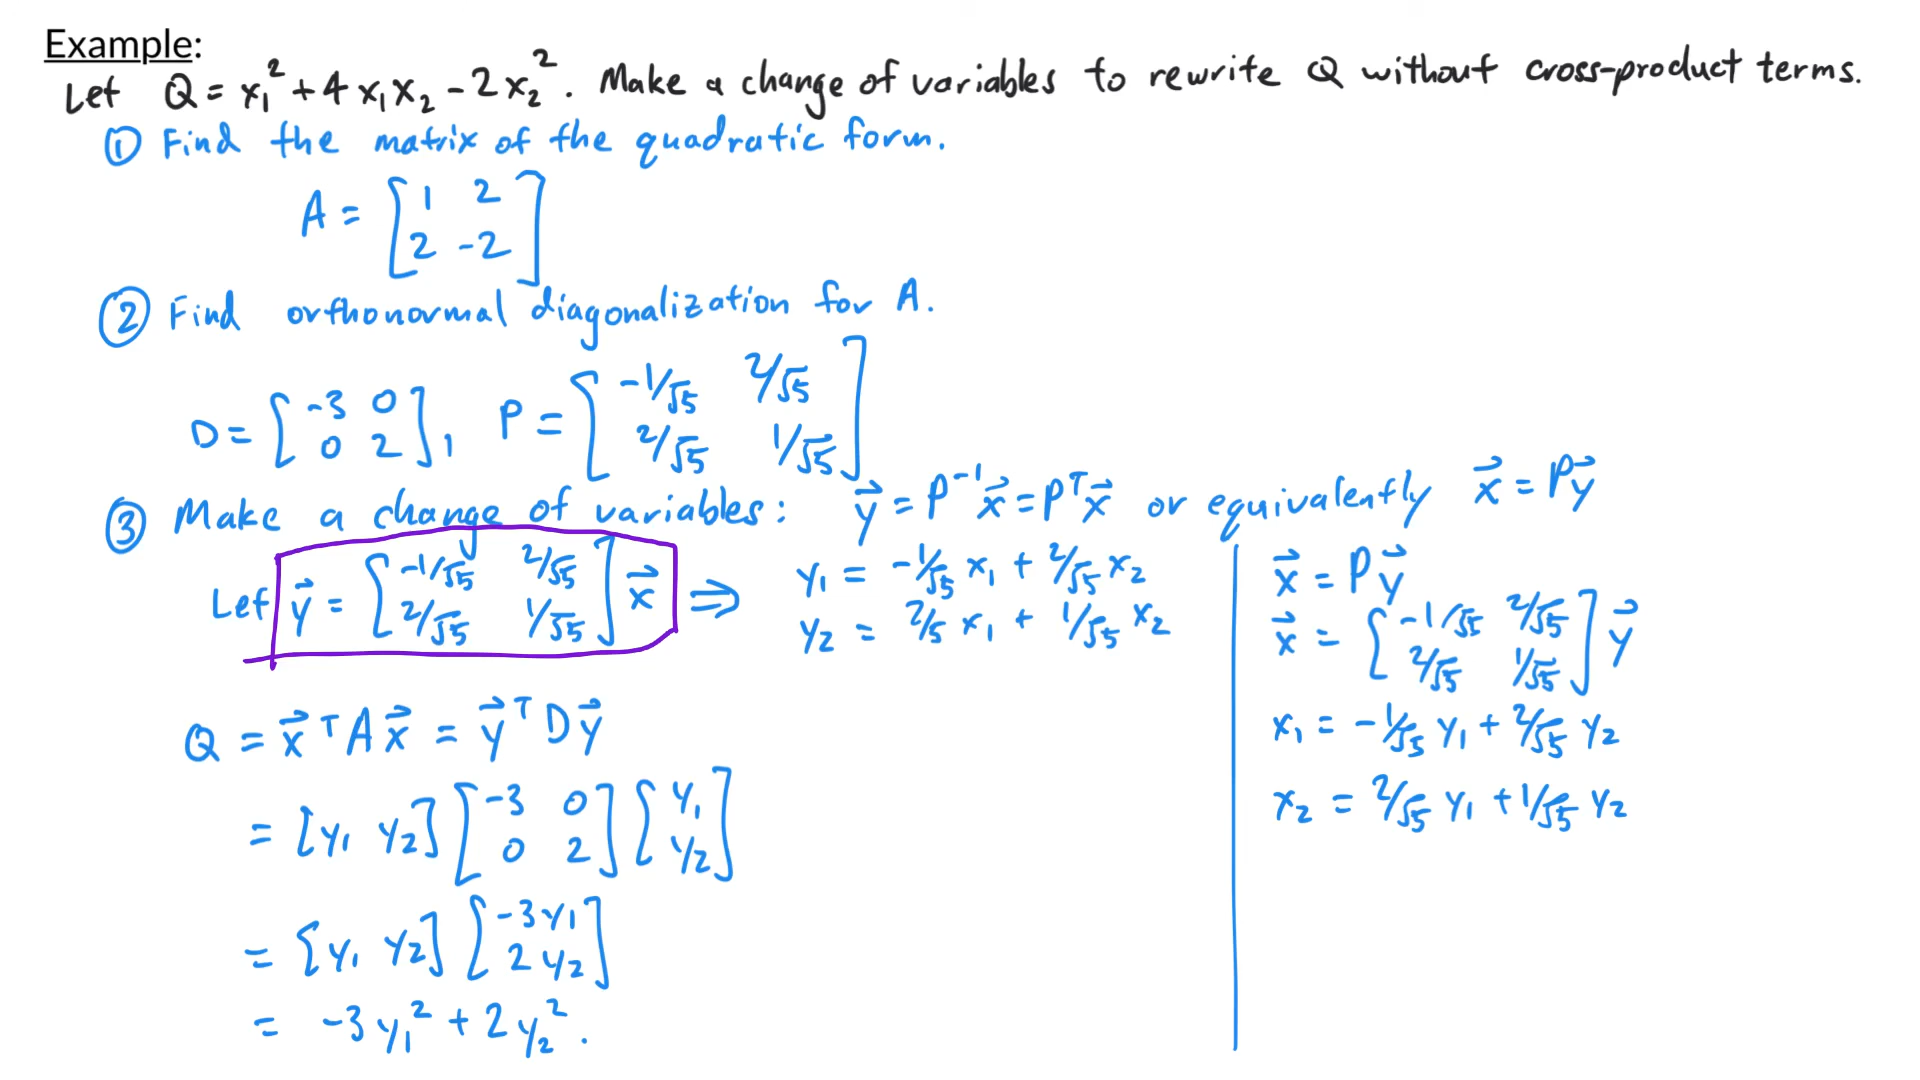 Example:
Let Q = x₁² + 4x₁x₂ - 2x₂². Make a change of variables to rewrite Q without cross-product terms.
① Find the matrix of the quadratic form.
A = [1 2; 2 -2]
② Find orthonormal diagonalization for A.
D = [-3 0; 0 2], P = [-1/√5 2/√5; 2/√5 1/√5]
③ Make a change of variables: y⃗ = P⁻¹x⃗ = Pᵀx⃗ or equivalently x⃗ = Py⃗
Let y⃗ = [-1/√5 2/√5; 2/√5 1/√5] x⃗ ⇒
y₁ = -1/√5 x₁ + 2/√5 x₂
y₂ = 2/5 x₁ + 1/√5 x₂
Q = x⃗ᵀAx⃗ = y⃗ᵀDy⃗
= [y₁ y₂] [-3 0; 0 2] [y₁; y₂]
= [y₁ y₂] [-3y₁; 2y₂]
= -3y₁² + 2y₂².
x⃗ = Py⃗
x⃗ = [-1/√5 2/√5; 2/√5 1/√5] y⃗
x₁ = -1/√5 y₁ + 2/√5 y₂
x₂ = 2/√5 y₁ + 1/√5 y₂